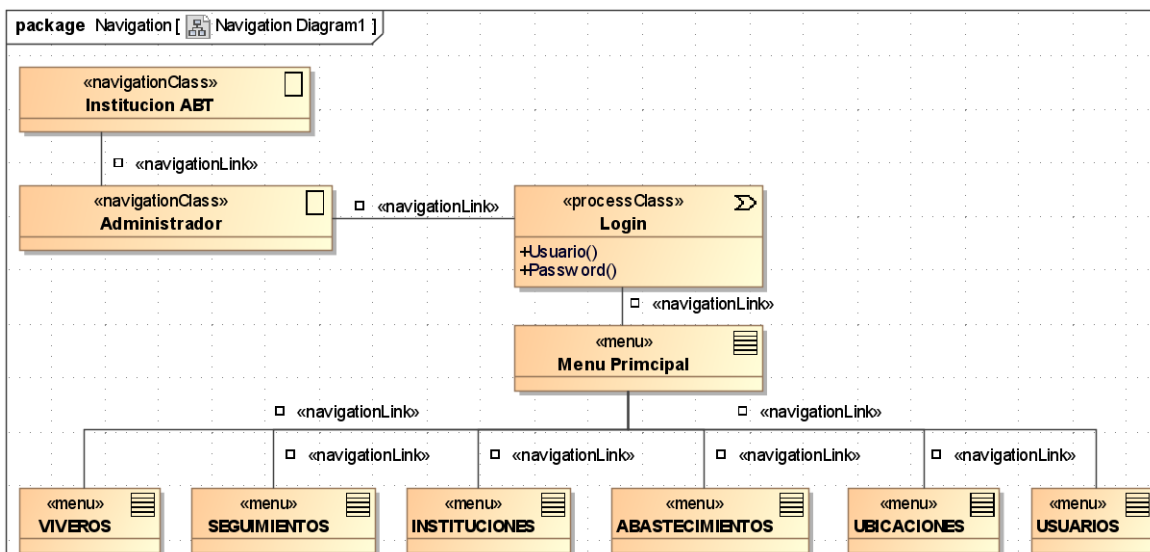 package Navigation [ Navigation Diagram1 ]
«navigationClass»
Institucion ABT
«navigationLink»
«navigationClass»
Administrador
«navigationLink»
«processClass»
Login
+Usuario()
+Password()
«navigationLink»
«menu»
Menu Primcipal
«navigationLink»
«navigationLink»
«navigationLink»
«navigationLink»
«navigationLink»
«navigationLink»
«menu»
VIVEROS
«menu»
SEGUIMIENTOS
«menu»
INSTITUCIONES
«menu»
ABASTECIMIENTOS
«menu»
UBICACIONES
«menu»
USUARIOS